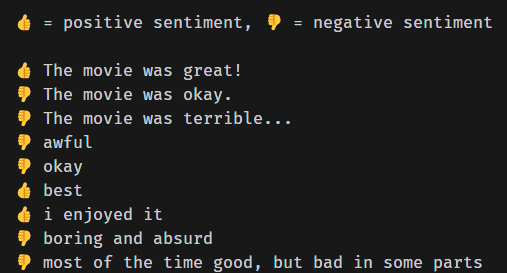 👍 = positive sentiment, 👎 = negative sentiment

👍 The movie was great!
👎 The movie was okay.
👎 The movie was terrible...
👎 awful
👎 okay
👍 best
👍 i enjoyed it
👎 boring and absurd
👎 most of the time good, but bad in some parts